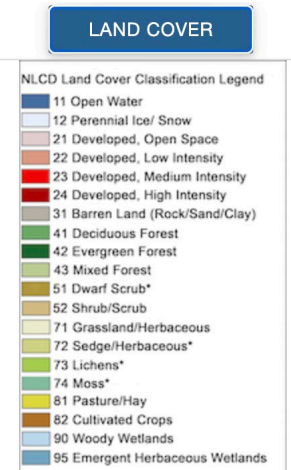 LAND COVER
NLCD Land Cover Classification Legend
11 Open Water
12 Perennial Ice/ Snow
21 Developed, Open Space
22 Developed, Low Intensity
23 Developed, Medium Intensity
24 Developed, High Intensity
31 Barren Land (Rock/Sand/Clay)
41 Deciduous Forest
42 Evergreen Forest
43 Mixed Forest
51 Dwarf Scrub*
52 Shrub/Scrub
71 Grassland/Herbaceous
72 Sedge/Herbaceous*
73 Lichens*
74 Moss*
81 Pasture/Hay
82 Cultivated Crops
90 Woody Wetlands
95 Emergent Herbaceous Wetlands